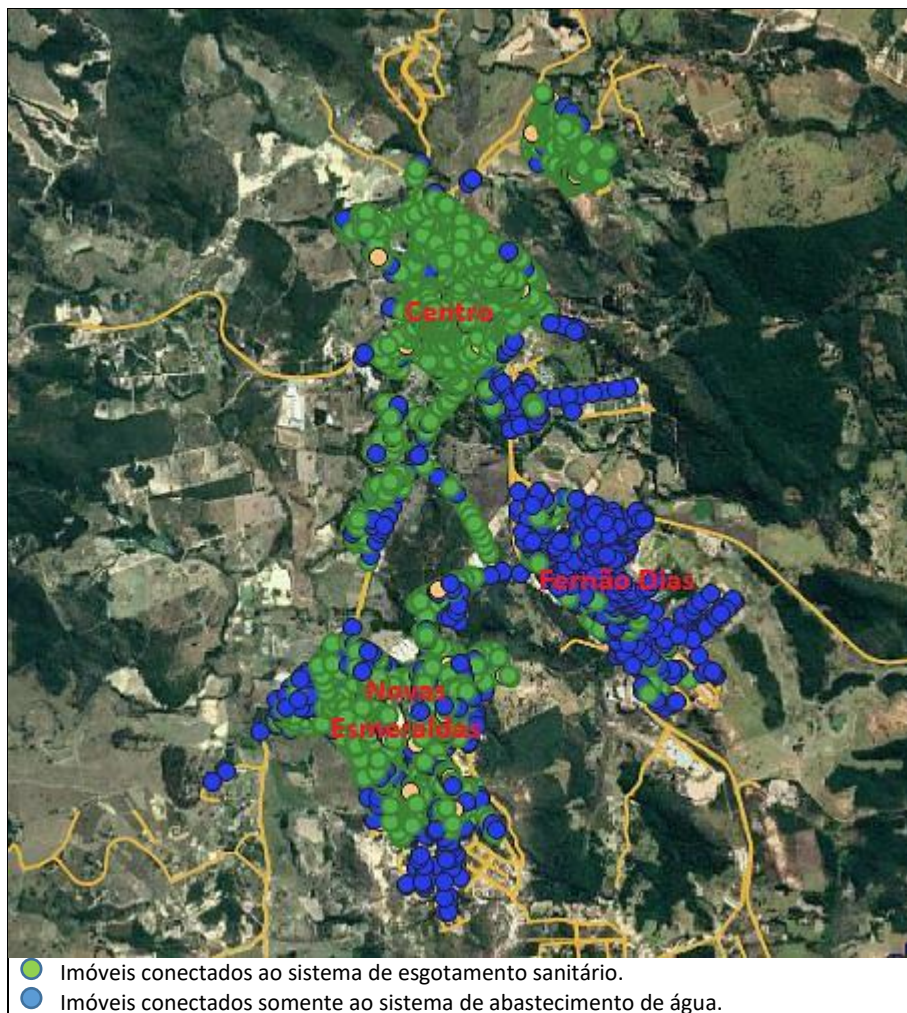 Centro
Fernão Dias
Novas
Esmeraldas
Imóveis conectados ao sistema de esgotamento sanitário.
Imóveis conectados somente ao sistema de abastecimento de água.